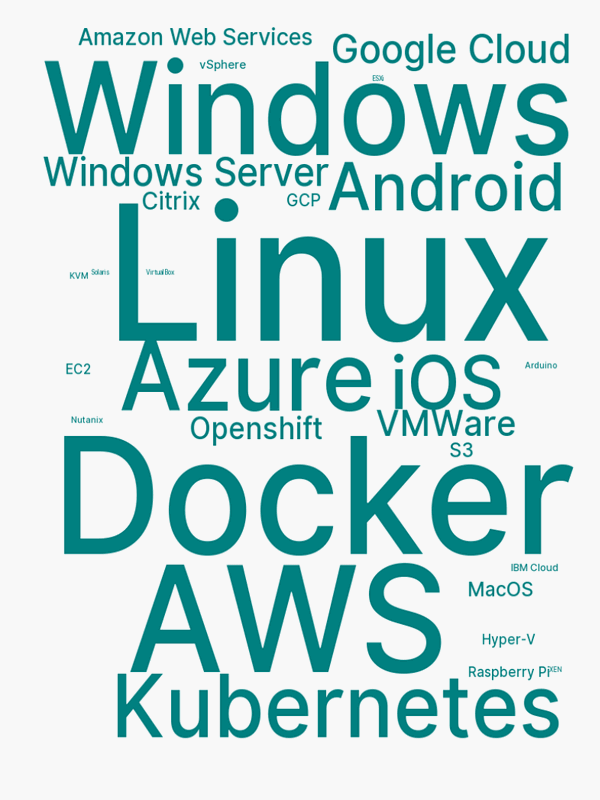 Amazon Web Services
Google Cloud
vSphere
ESXi
Windows
Windows Server
Android
Citrix
GCP
Linux
KVM
Solaris
VirtualBox
Azure
iOS
EC2
Arduino
Nutanix
Openshift
VMWare
S3
Docker
AWS
IBM Cloud
MacOS
Hyper-V
Raspberry Pi
XEN
Kubernetes